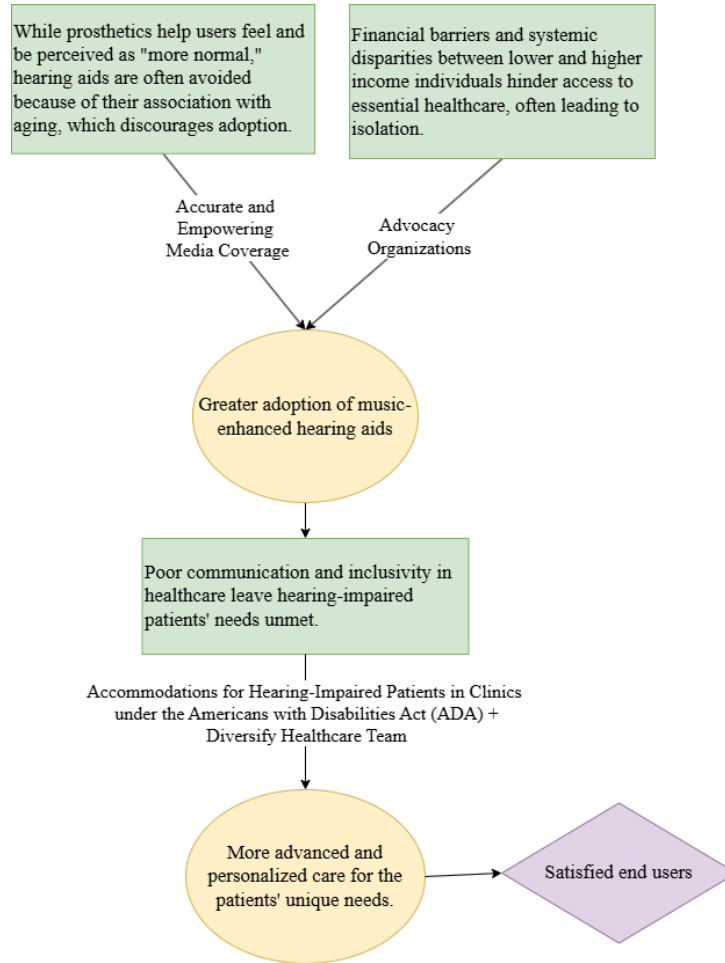 While prosthetics help users feel and
be perceived as "more normal,"
hearing aids are often avoided
because of their association with
aging, which discourages adoption.
Financial barriers and systemic
disparities between lower and higher
income individuals hinder access to
essential healthcare, often leading to
isolation.
Accurate and
Empowering
Media Coverage
Advocacy
Organizations
Greater adoption of music-
enhanced hearing aids
Poor communication and inclusivity in
healthcare leave hearing-impaired
patients' needs unmet.
Accommodations for Hearing-Impaired Patients in Clinics
under the Americans with Disabilities Act (ADA) +
Diversify Healthcare Team
More advanced and
personalized care for the
patients' unique needs.
Satisfied end users